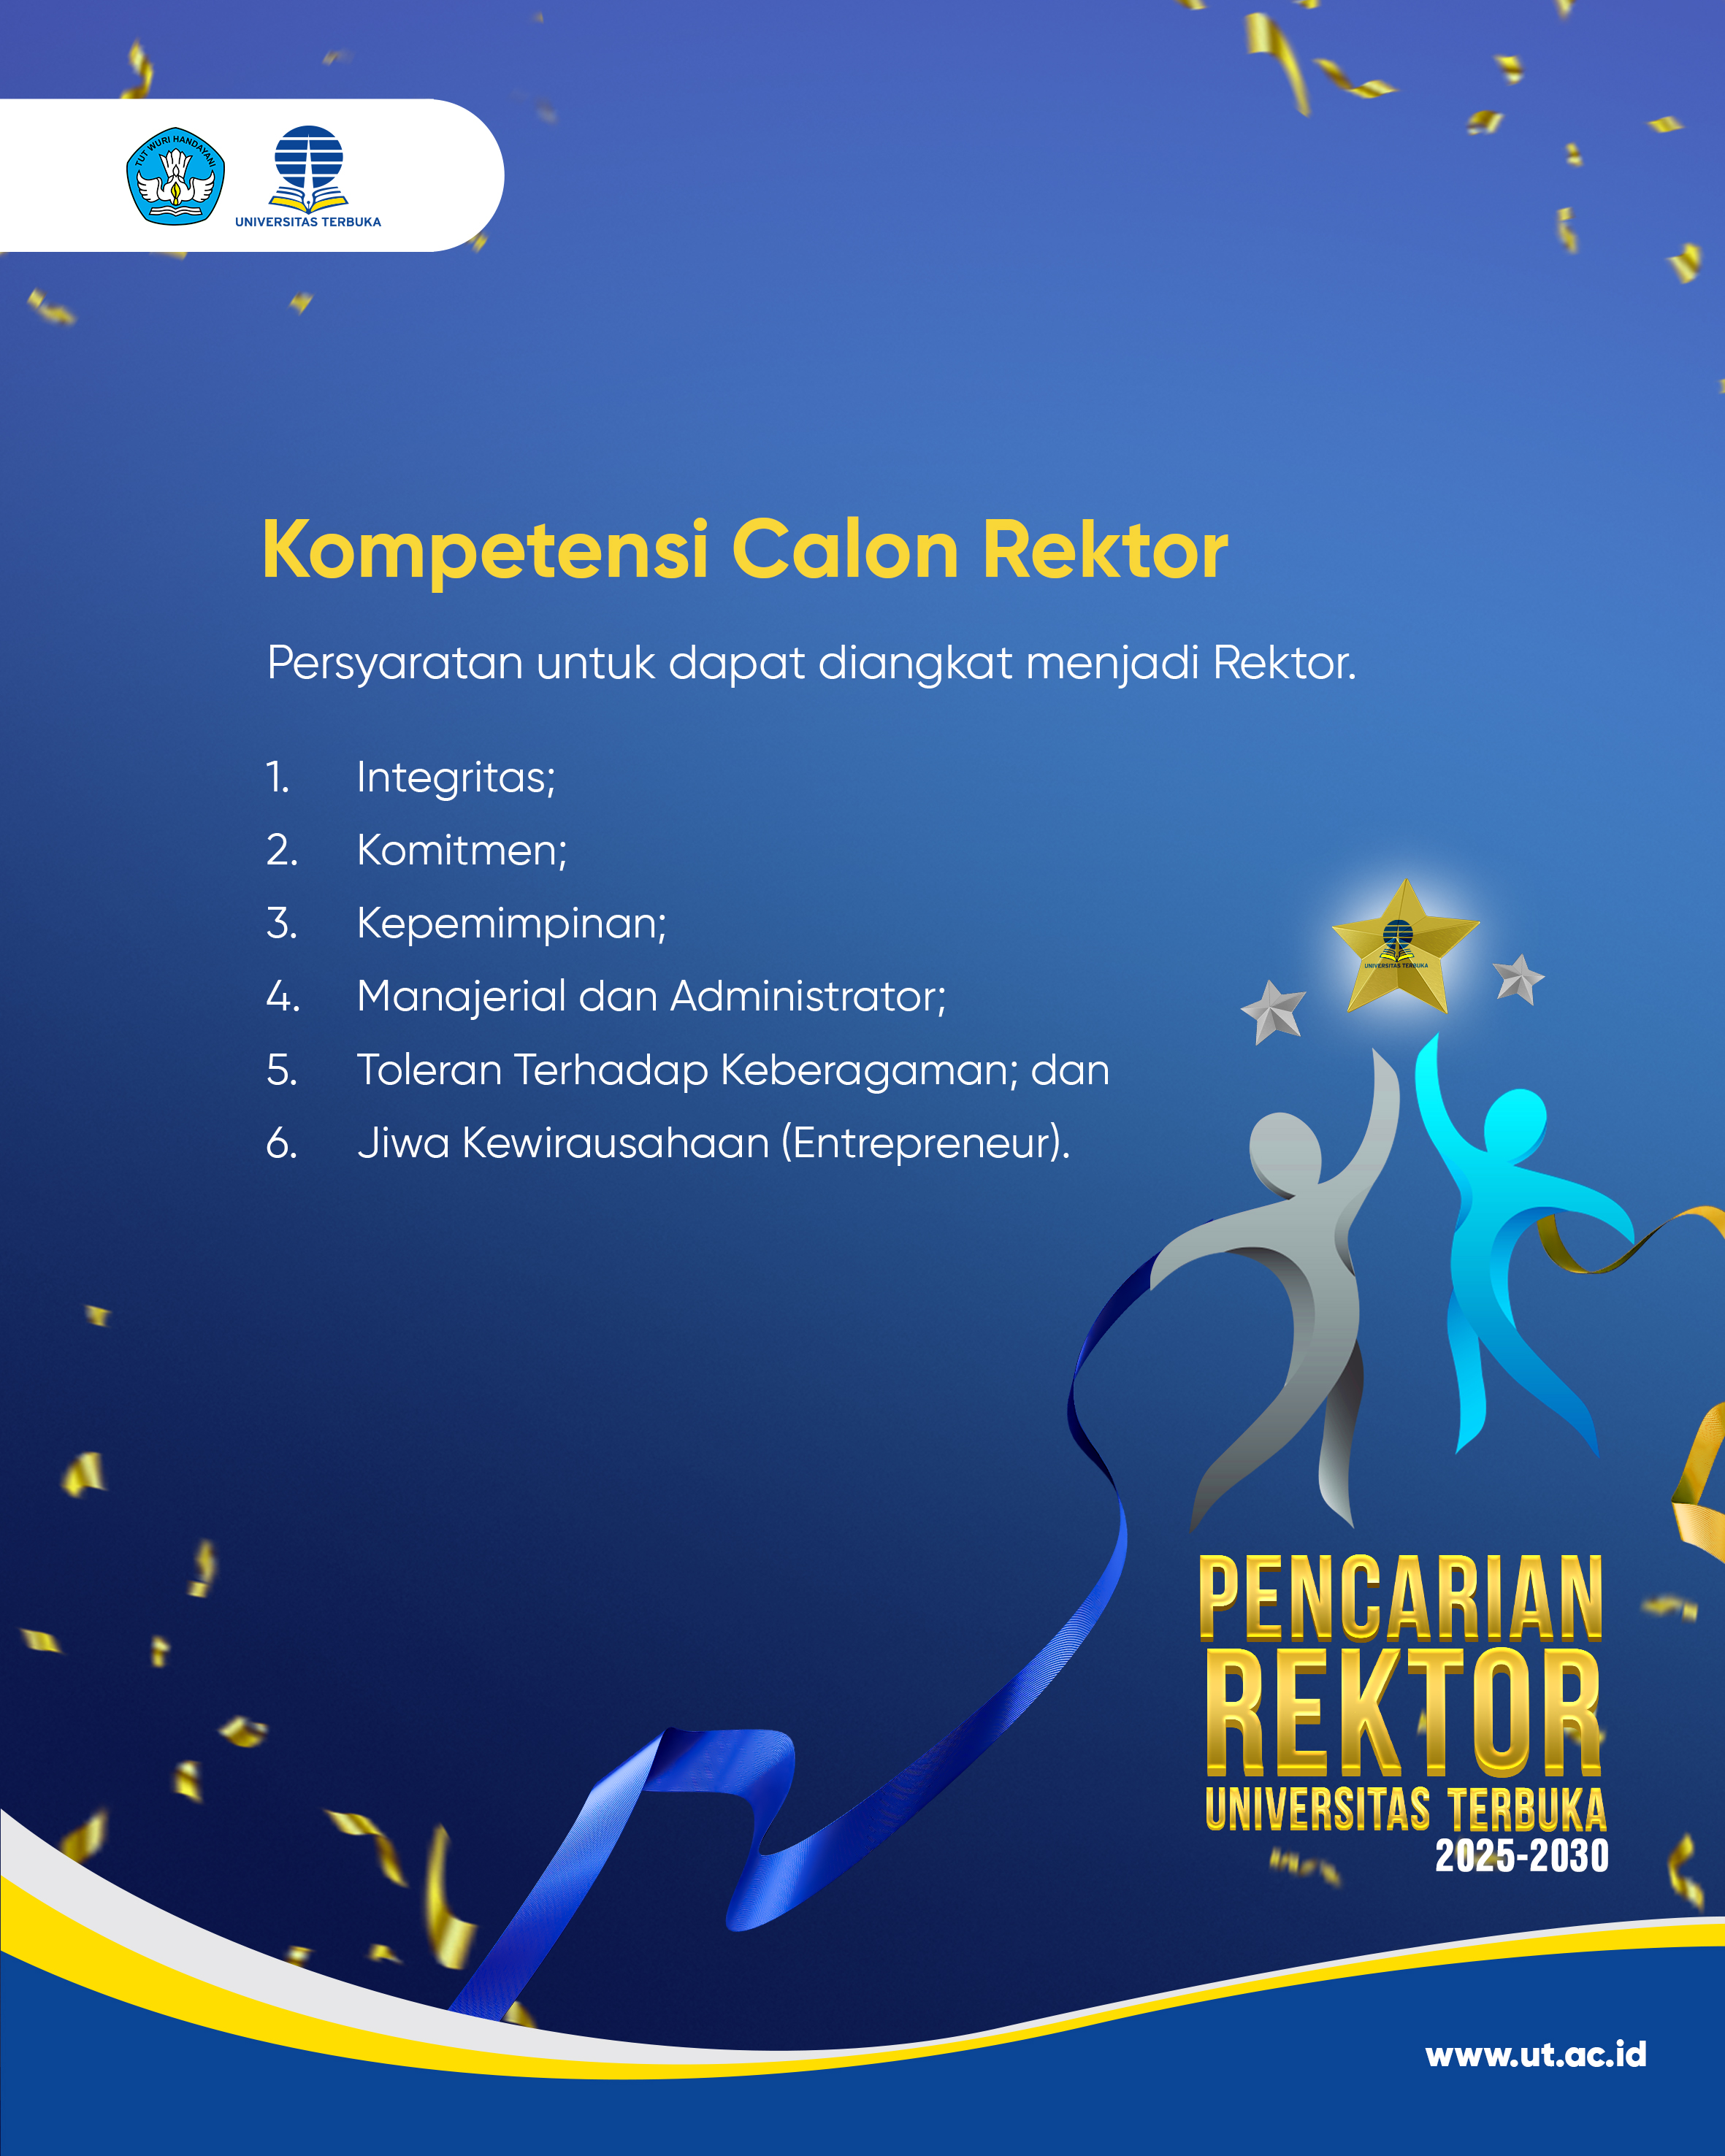 TUT WURI HANDAYANI
UNIVERSITAS TERBUKA
Kompetensi Calon Rektor
Persyaratan untuk dapat diangkat menjadi Rektor.
1. Integritas;
2. Komitmen;
3. Kepemimpinan;
4. Manajerial dan Administrator;
5. Toleran Terhadap Keberagaman; dan
6. Jiwa Kewirausahaan (Entrepreneur).
UNIVERSITAS TERBUKA
PENCARIAN
REKTOR
UNIVERSITAS TERBUKA
2025-2030
www.ut.ac.id